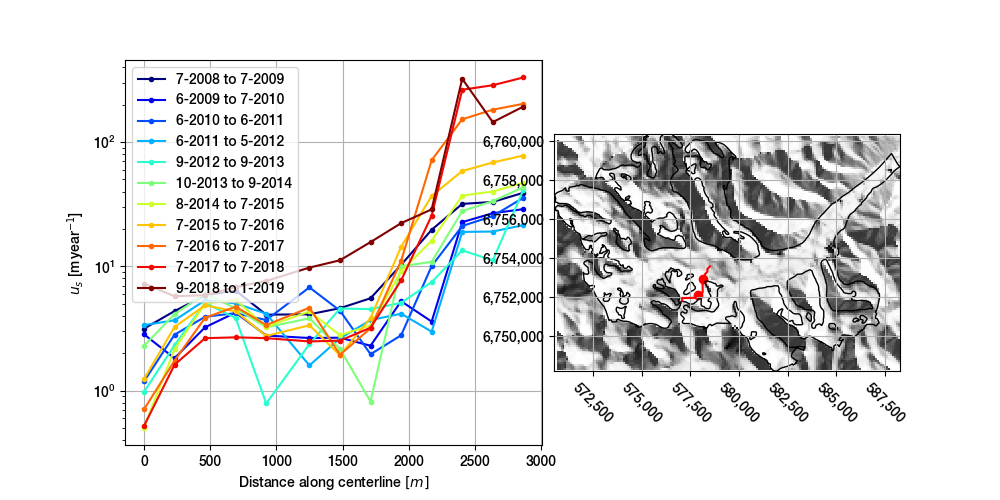 7-2008 to 7-2009
6-2009 to 7-2010
6-2010 to 6-2011
6-2011 to 5-2012
9-2012 to 9-2013
10-2013 to 9-2014
8-2014 to 7-2015
7-2015 to 7-2016
7-2016 to 7-2017
7-2017 to 7-2018
9-2018 to 1-2019
10²
10¹
10⁰
u_s [m year⁻¹]
0
500
1000
1500
2000
2500
3000
Distance along centerline [m]
6,760,000
6,758,000
6,756,000
6,754,000
6,752,000
6,750,000
572,500
575,000
577,500
580,000
582,500
585,000
587,500